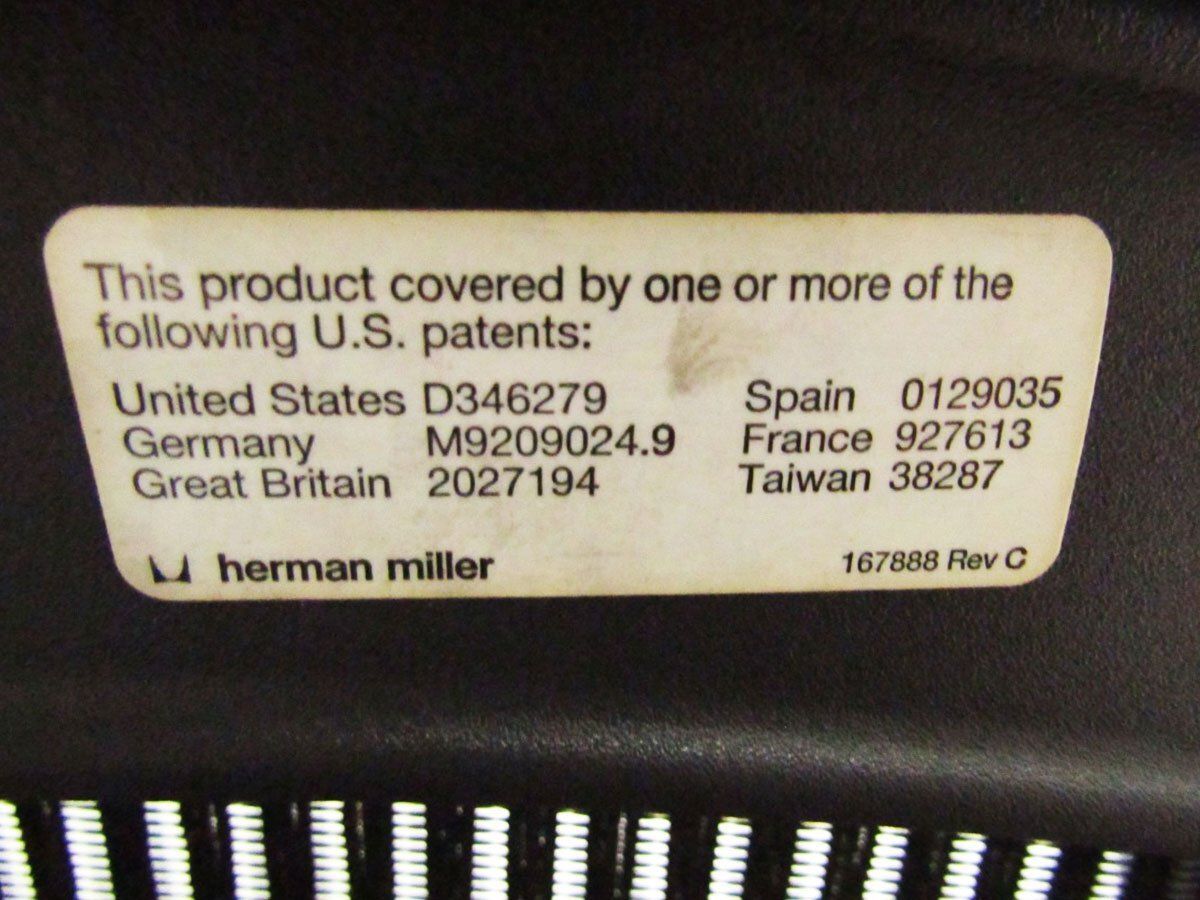 This product covered by one or more of the
following U.S. patents:
United States D346279 Spain 0129035
Germany M9209024.9 France 927613
Great Britain 2027194 Taiwan 38287
herman miller 167888 Rev C